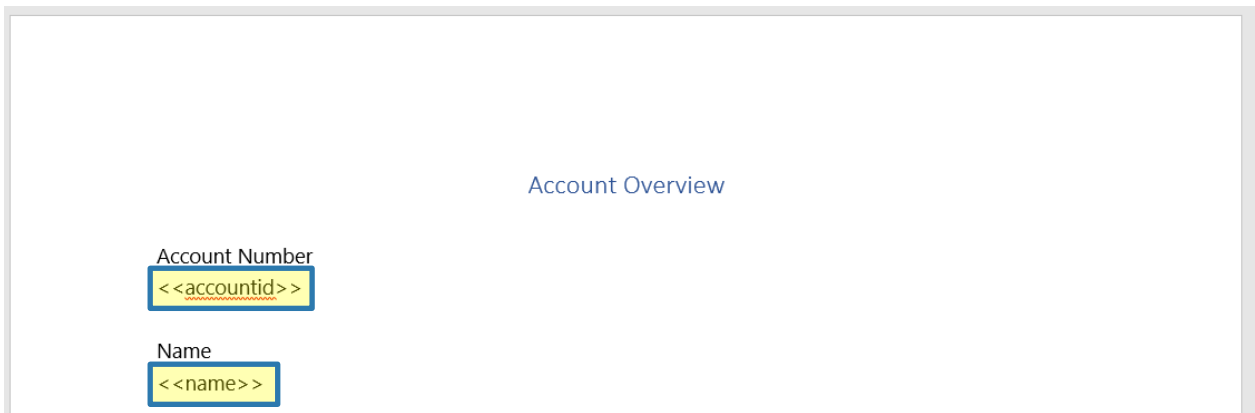 Account Overview
Account Number
<<accountid>>
Name
<<name>>